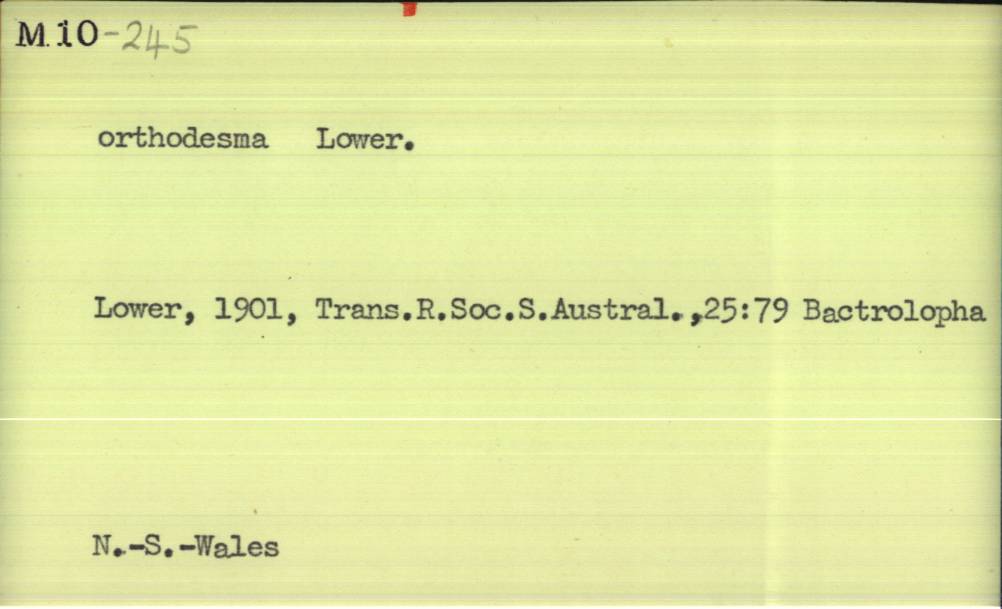 M.10-245
orthodesma Lower.
Lower, 1901, Trans.R.Soc.S.Austral.,25:79 Bactrolopha
N.-S.-Wales